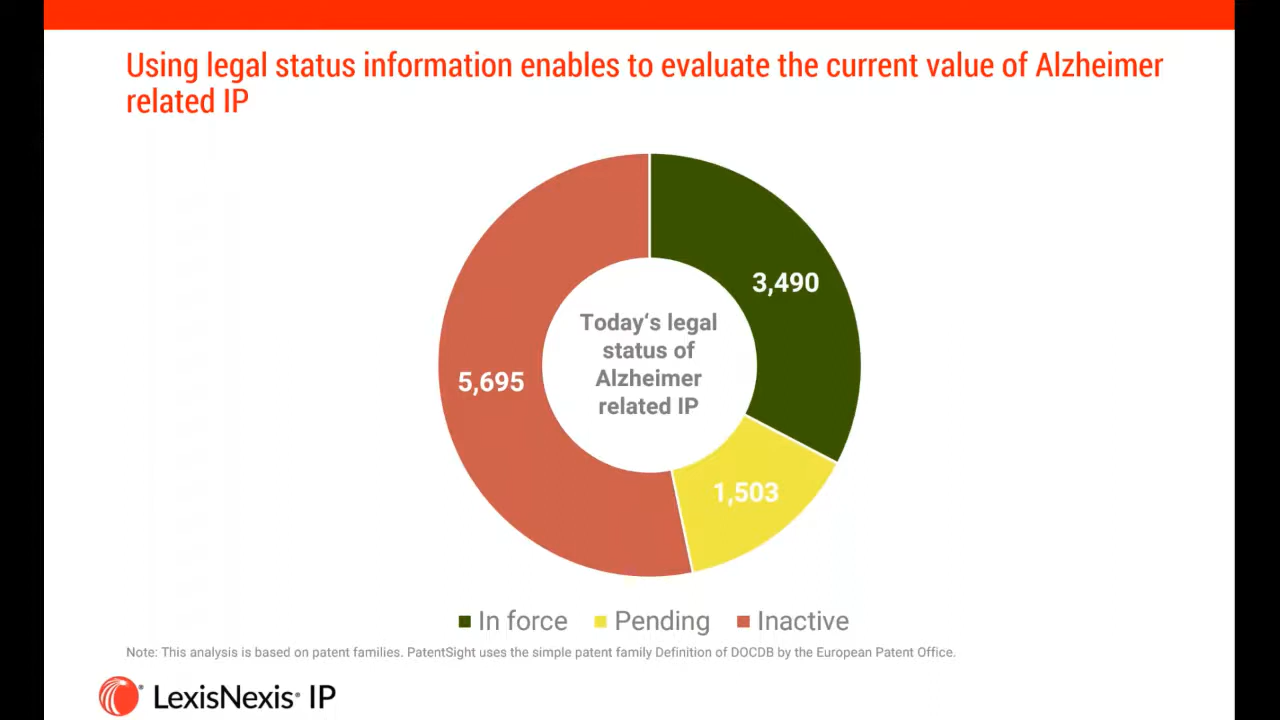 Using legal status information enables to evaluate the current value of Alzheimer
related IP
3,490
Today‘s legal
status of
Alzheimer
related IP
5,695
1,503
In force Pending Inactive
Note: This analysis is based on patent families. PatentSight uses the simple patent family Definition of DOCDB by the European Patent Office.
LexisNexis® IP